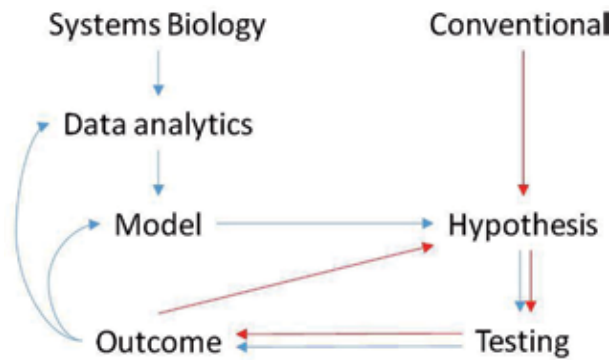 Systems Biology
Conventional
Data analytics
Model
Hypothesis
Outcome
Testing